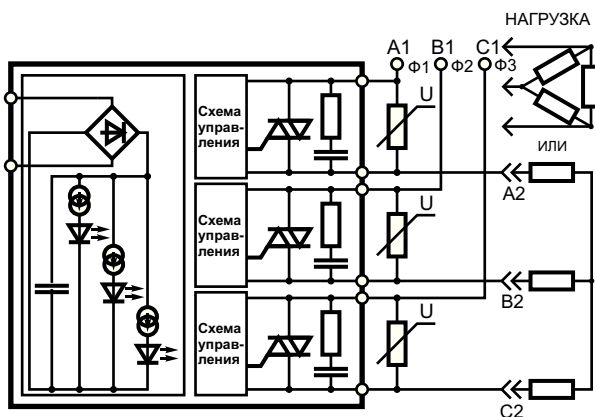 НАГРУЗКА
A1 B1 C1
Ф1 Ф2 Ф3
U
Схема
управ-
ления
ИЛИ
A2
Схема
управ-
ления
U
B2
Схема
управ-
ления
U
C2